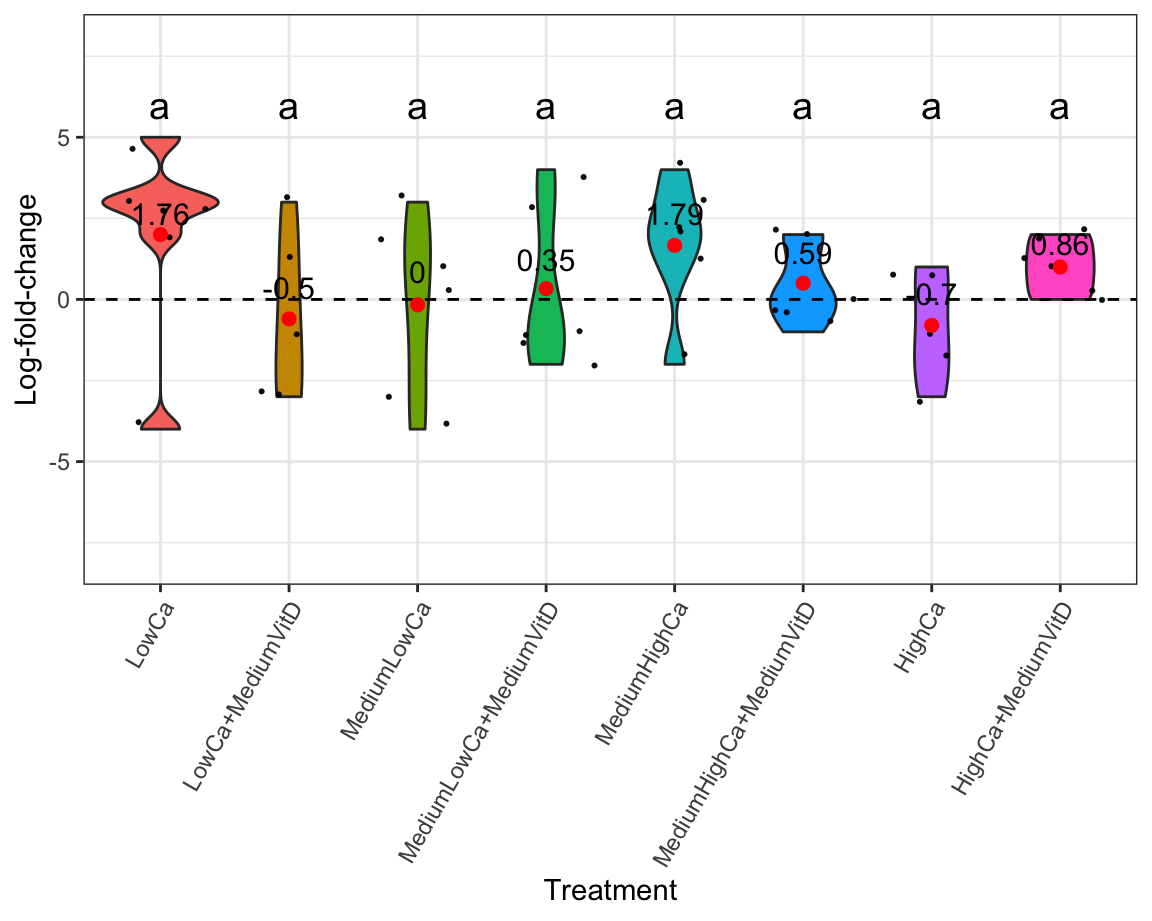 a a a a a a a a
5
0
-5
Log-fold-change
1.76 -0.5 0 0.35 1.79 0.59 -0.7 0.86
LowCa
LowCa+MediumVitD
MediumLowCa
MediumLowCa+MediumVitD
MediumHighCa
MediumHighCa+MediumVitD
HighCa
HighCa+MediumVitD
Treatment